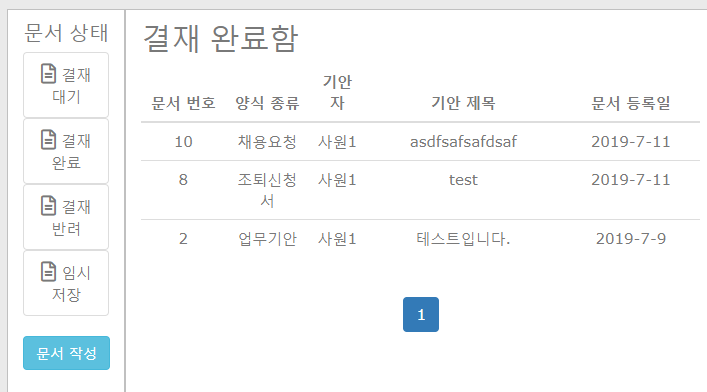 문서 상태
결재
대기
결재
완료
결재
반려
임시
저장
문서 작성
결재 완료함
문서 번호 양식 종류 기안
자 기안 제목 문서 등록일
10 채용요청 사원1 asdfsafsafdsaf 2019-7-11
8 조퇴신청
서 사원1 test 2019-7-11
2 업무기안 사원1 테스트입니다. 2019-7-9
1